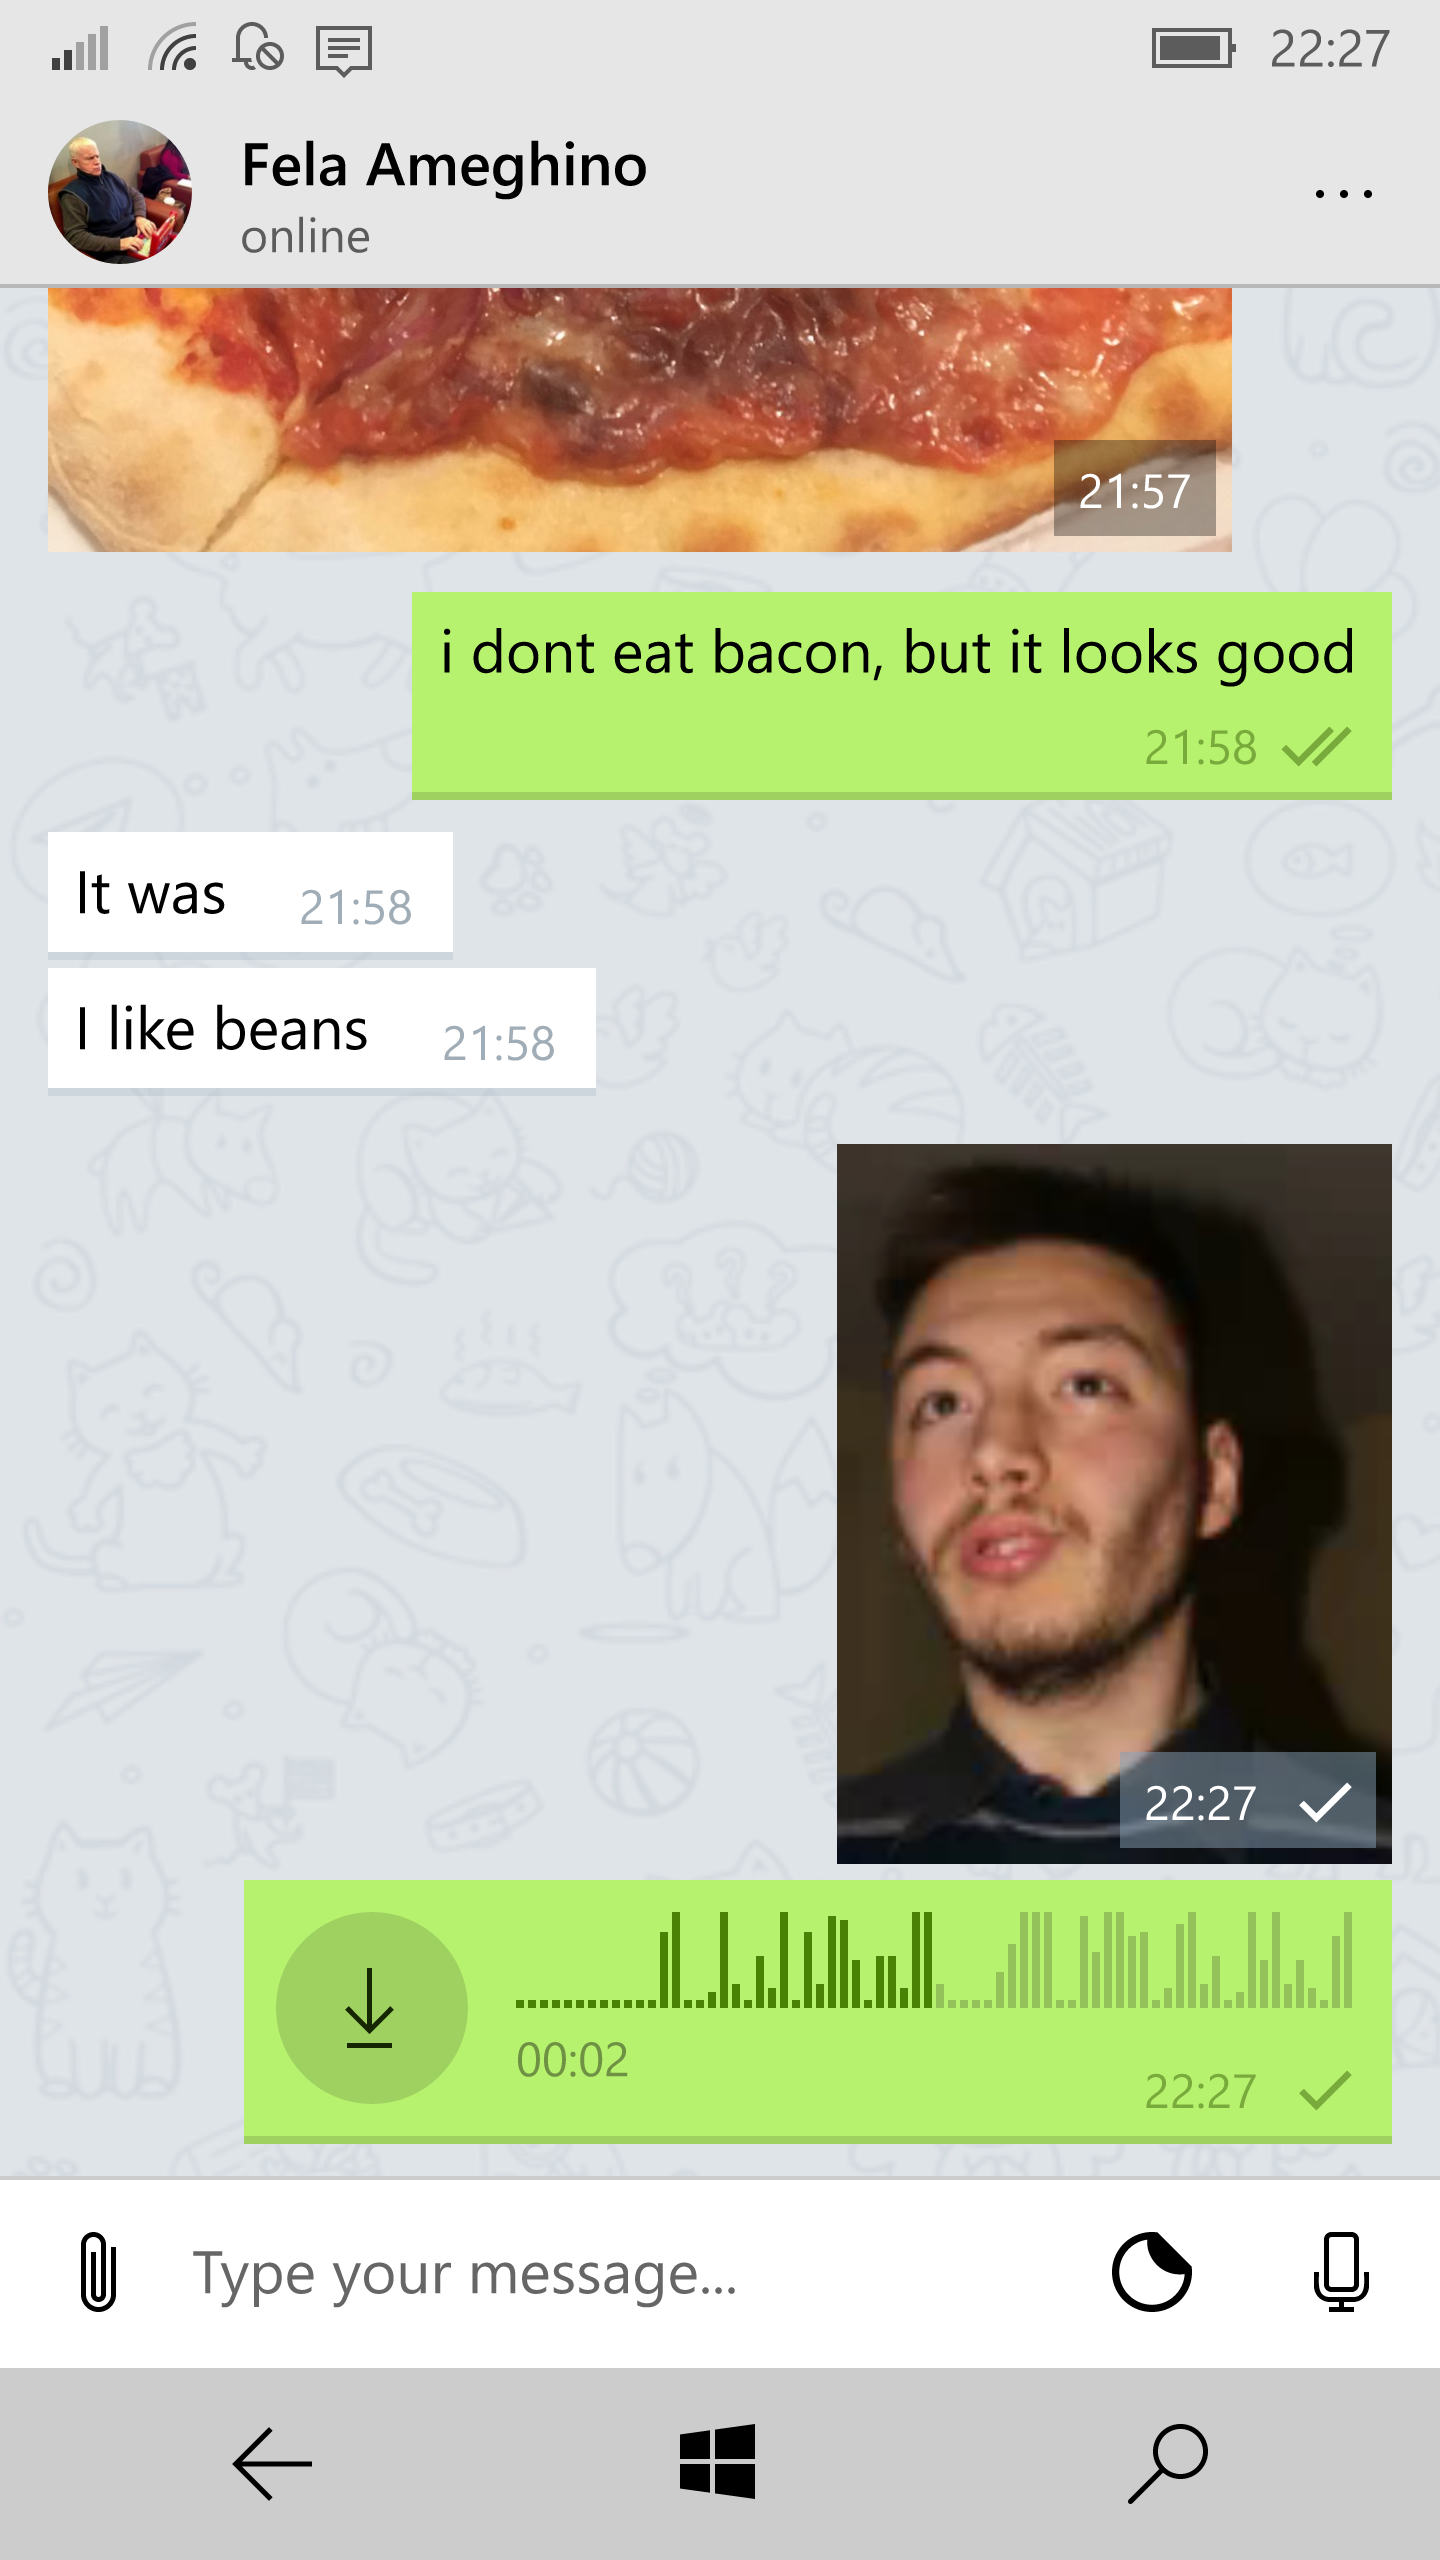 22:27
Fela Ameghino
online
21:57
i dont eat bacon, but it looks good
21:58
It was 21:58
I like beans 21:58
22:27
00:02
22:27
Type your message...